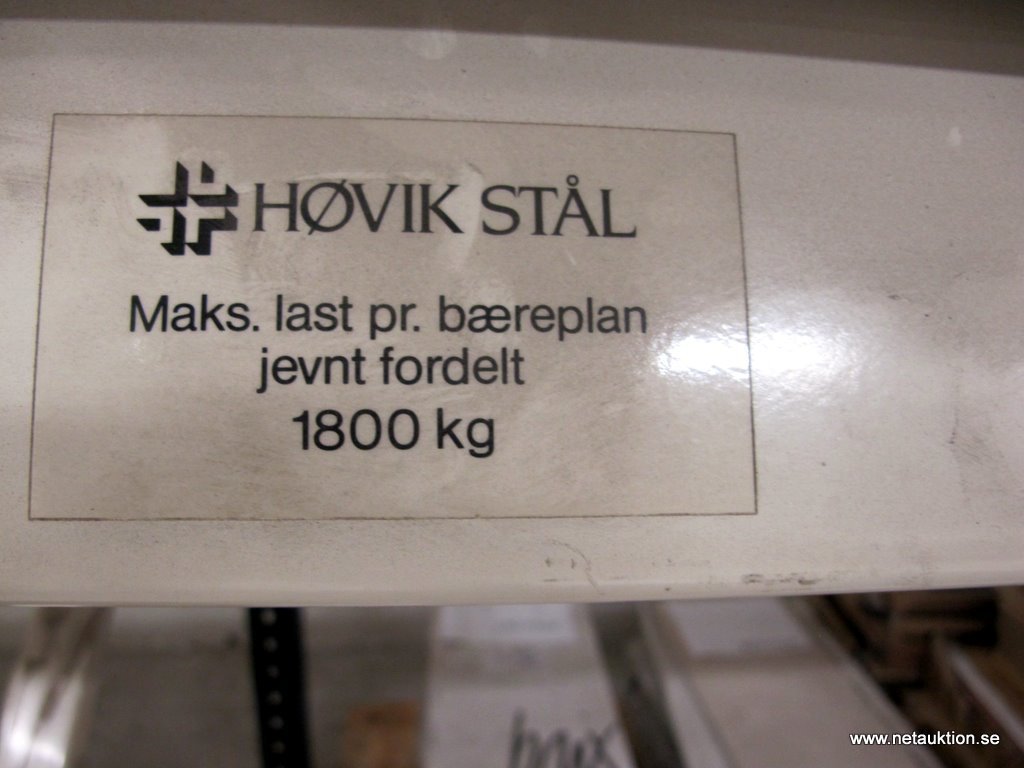 HØVIK STÅL
Maks. last pr. bæreplan
jevnt fordelt
1800 kg
www.netauktion.se